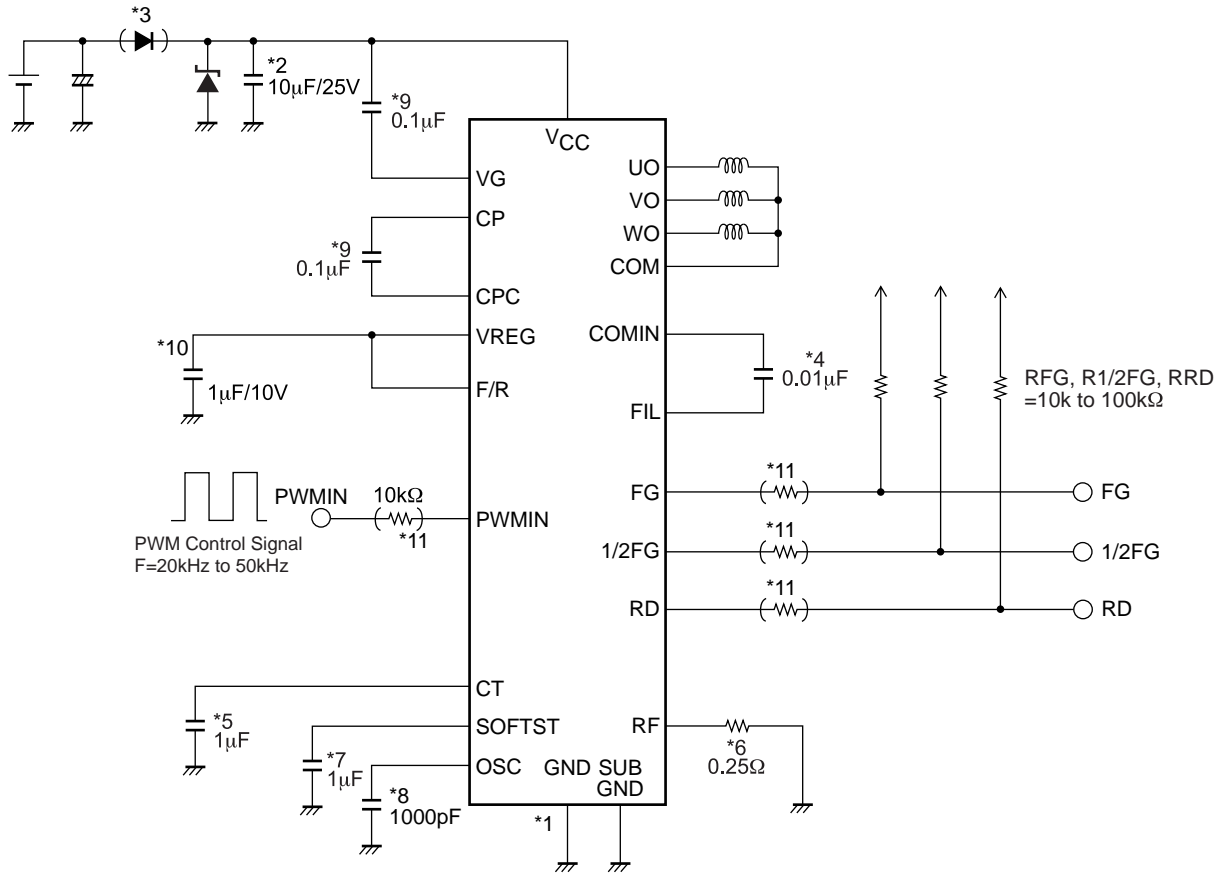 *3
*2
10µF/25V
*9
0.1µF
VCC
VG
CP
*9
0.1µF
CPC
VREG
*10
1µF/10V
F/R
PWMIN
10kΩ
*11
PWMIN
PWM Control Signal
F=20kHz to 50kHz
CT
*5
1µF
SOFTST
*7
1µF
OSC
*8
1000pF
UO
VO
WO
COM
COMIN
*4
0.01µF
FIL
RFG, R1/2FG, RRD
=10k to 100kΩ
FG
*11
FG
1/2FG
*11
1/2FG
RD
*11
RD
RF
*6
0.25Ω
GND SUB
GND
*1